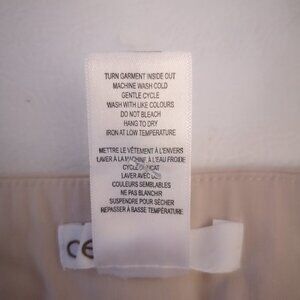 TURN GARMENT INSIDE OUT
MACHINE WASH COLD
GENTLE CYCLE
WASH WITH LIKE COLOURS
DO NOT BLEACH
HANG TO DRY
IRON AT LOW TEMPERATURE
METTRE LE VÊTEMENT À L'ENVERS
LAVER À LA MACHINE À L'EAU FROIDE
CYCLE DÉLICAT
LAVER AVEC DES
COULEURS SEMBLABLES
NE PAS BLANCHIR
SUSPENDRE POUR SÉCHER
REPASSER À BASSE TEMPÉRATURE